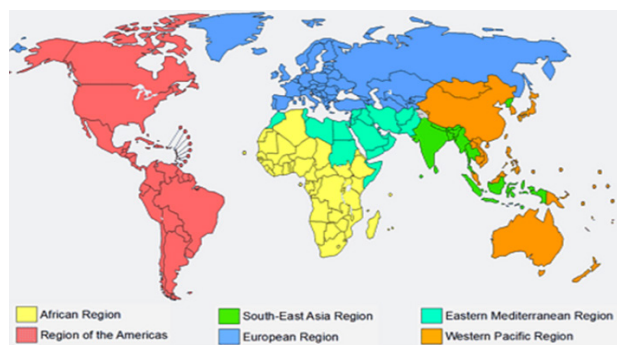 African Region
South-East Asia Region
Eastern Mediterranean Region
Region of the Americas
European Region
Western Pacific Region